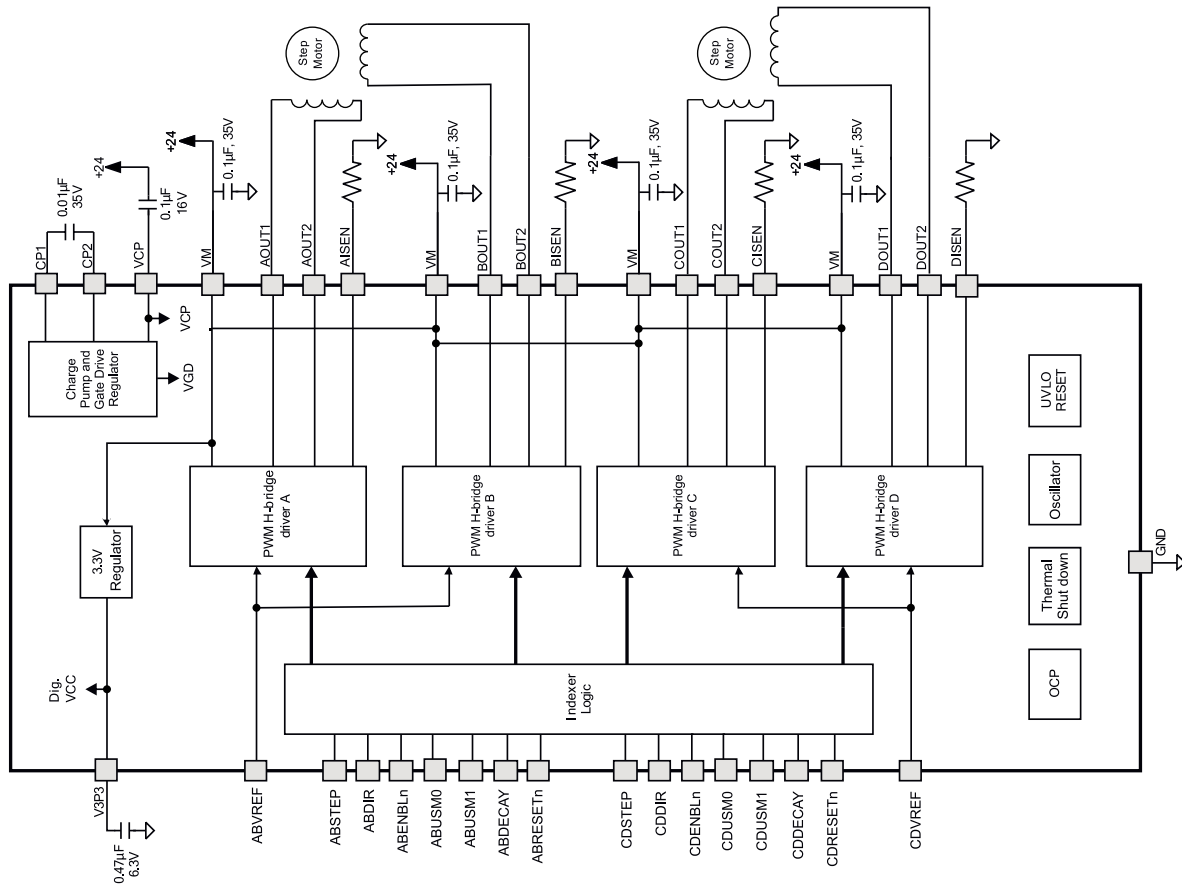 Step
Motor
Step
Motor
+24
+24
0.01µF
35V
0.1µF
16V
0.1µF, 35V
+24
0.1µF, 35V
+24
0.1µF, 35V
+24
0.1µF, 35V
CP1
CP2
VCP
VM
AOUT1
AOUT2
AISEN
VM
BOUT1
BOUT2
BISEN
VM
COUT1
COUT2
CISEN
VM
DOUT1
DOUT2
DISEN
Charge
Pump and
Gate Drive
Regulator
VCP
VGD
3.3V
Regulator
PWM H-bridge
driver A
PWM H-bridge
driver B
PWM H-bridge
driver C
PWM H-bridge
driver D
UVLO
RESET
Oscillator
Thermal
Shut down
OCP
GND
Dig.
VCC
Indexer
Logic
V3P3
0.47µF
6.3V
ABVREF
ABSTEP
ABDIR
ABENBLn
ABUSM0
ABUSM1
ABDECAY
ABRESETn
CDSTEP
CDDIR
CDENBLn
CDUSM0
CDUSM1
CDDECAY
CDRESETn
CDVREF